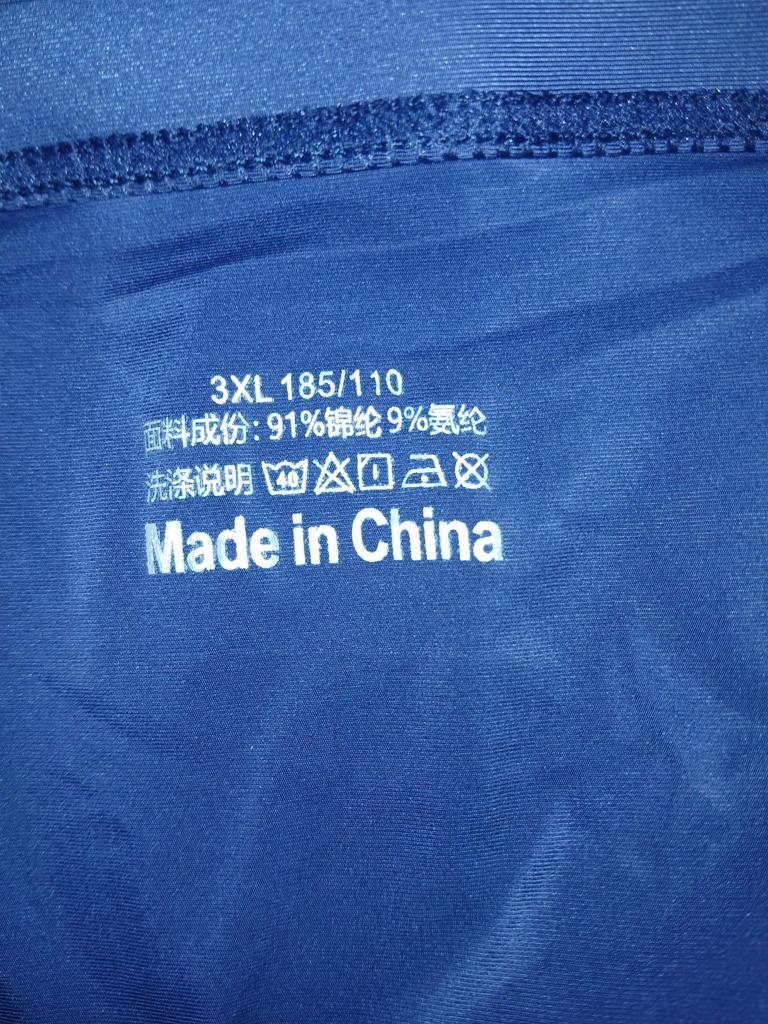 3XL 185/110
面料成份: 91%锦纶 9%氨纶
洗涤说明 40
Made in China